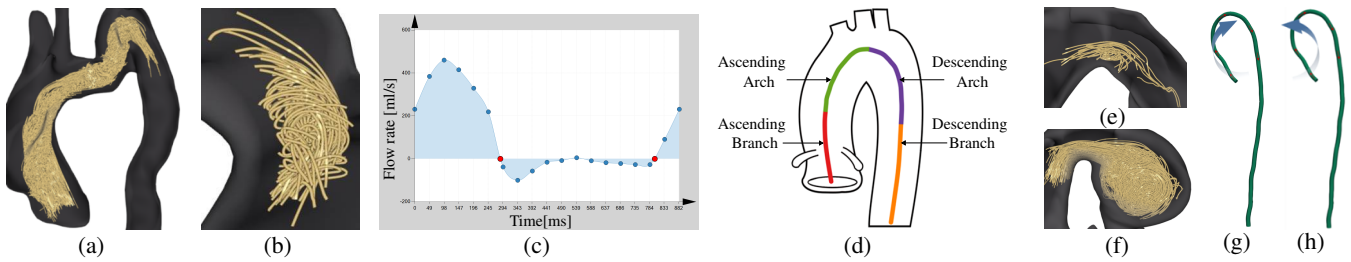 (a)
(b)
Flow rate [ml/s]
600
400
200
0
-200
0 49 98 147 196 245 294 343 392 441 490 539 588 637 686 735 784 833 882
Time[ms]
(c)
Ascending
Arch
Ascending
Branch
Descending
Arch
Descending
Branch
(d)
(e)
(f)
(g)
(h)